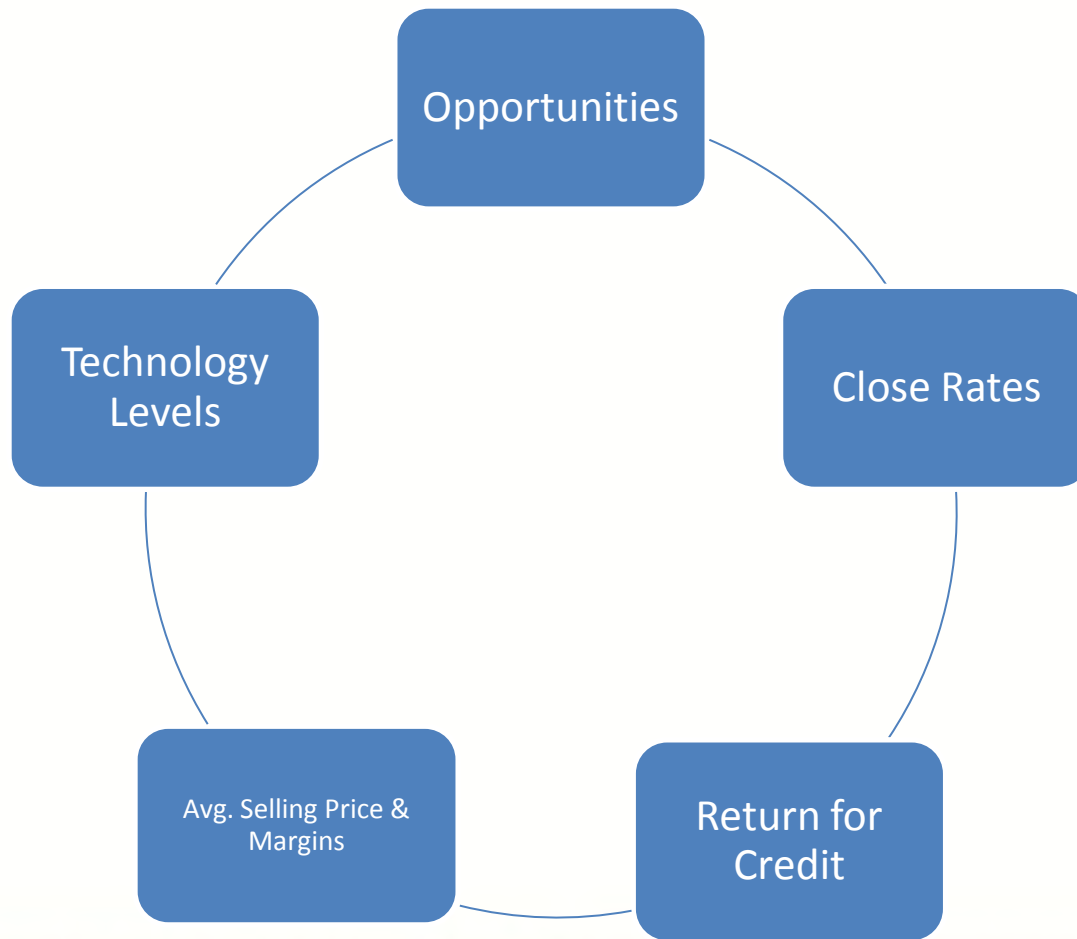 Opportunities
Close Rates
Return for
Credit
Avg. Selling Price &
Margins
Technology
Levels